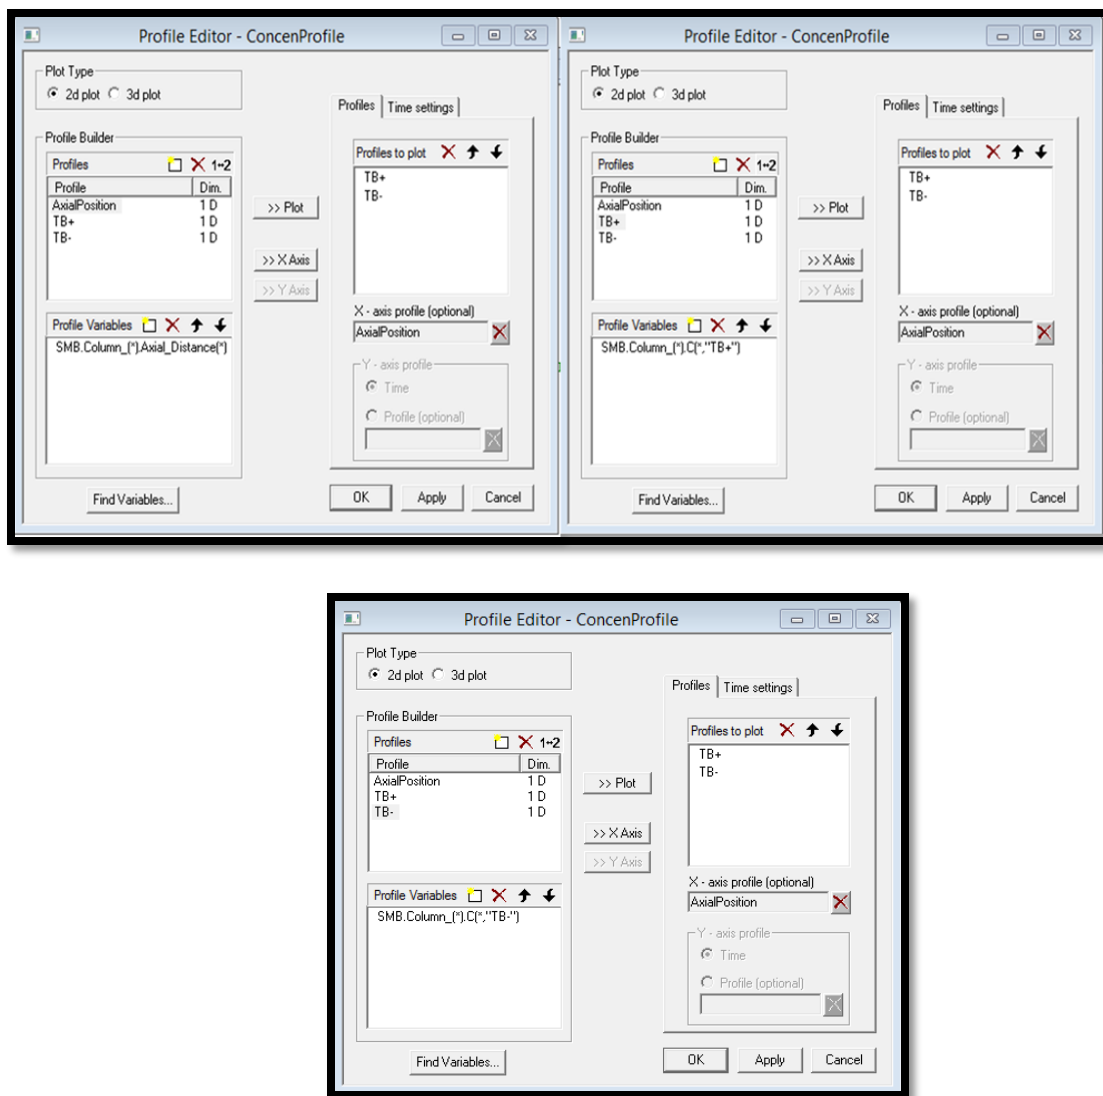 Profile Editor - ConcenProfile
Plot Type
2d plot 3d plot
Profile Builder
Profiles 1↔2
Profile Dim.
AxialPosition 1 D
TB+ 1 D
TB- 1 D
Profile Variables
SMB.Column_(*).Axial_Distance(*)
Find Variables...
>> Plot
>> X Axis
>> Y Axis
Profiles Time settings
Profiles to plot
TB+
TB-
X - axis profile (optional)
AxialPosition
Y - axis profile
Time
Profile (optional)
OK Apply Cancel
Profile Editor - ConcenProfile
Plot Type
2d plot 3d plot
Profile Builder
Profiles 1↔2
Profile Dim.
AxialPosition 1 D
TB+ 1 D
TB- 1 D
Profile Variables
SMB.Column_(*).C(*,"TB+")
Find Variables...
>> Plot
>> X Axis
>> Y Axis
Profiles Time settings
Profiles to plot
TB+
TB-
X - axis profile (optional)
AxialPosition
Y - axis profile
Time
Profile (optional)
OK Apply Cancel
Profile Editor - ConcenProfile
Plot Type
2d plot 3d plot
Profile Builder
Profiles 1↔2
Profile Dim.
AxialPosition 1 D
TB+ 1 D
TB- 1 D
Profile Variables
SMB.Column_(*).C(*,"TB-")
Find Variables...
>> Plot
>> X Axis
>> Y Axis
Profiles Time settings
Profiles to plot
TB+
TB-
X - axis profile (optional)
AxialPosition
Y - axis profile
Time
Profile (optional)
OK Apply Cancel